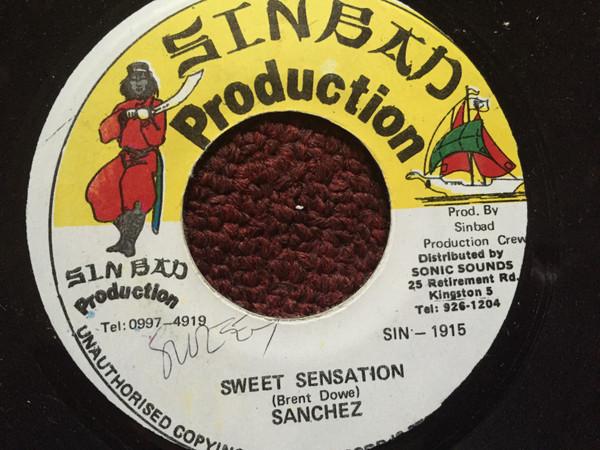 SINBAD
Production
SINBAD
Production
Tel: 0997-4919
Prod. By
Sinbad
Production Crew
Distributed by
SONIC SOUNDS
25 Retirement Rd.
Kingston 5
Tel: 926-1204
SIN - 1915
SWEET SENSATION
(Brent Dowe)
SANCHEZ
UNAUTHORISED COPYING